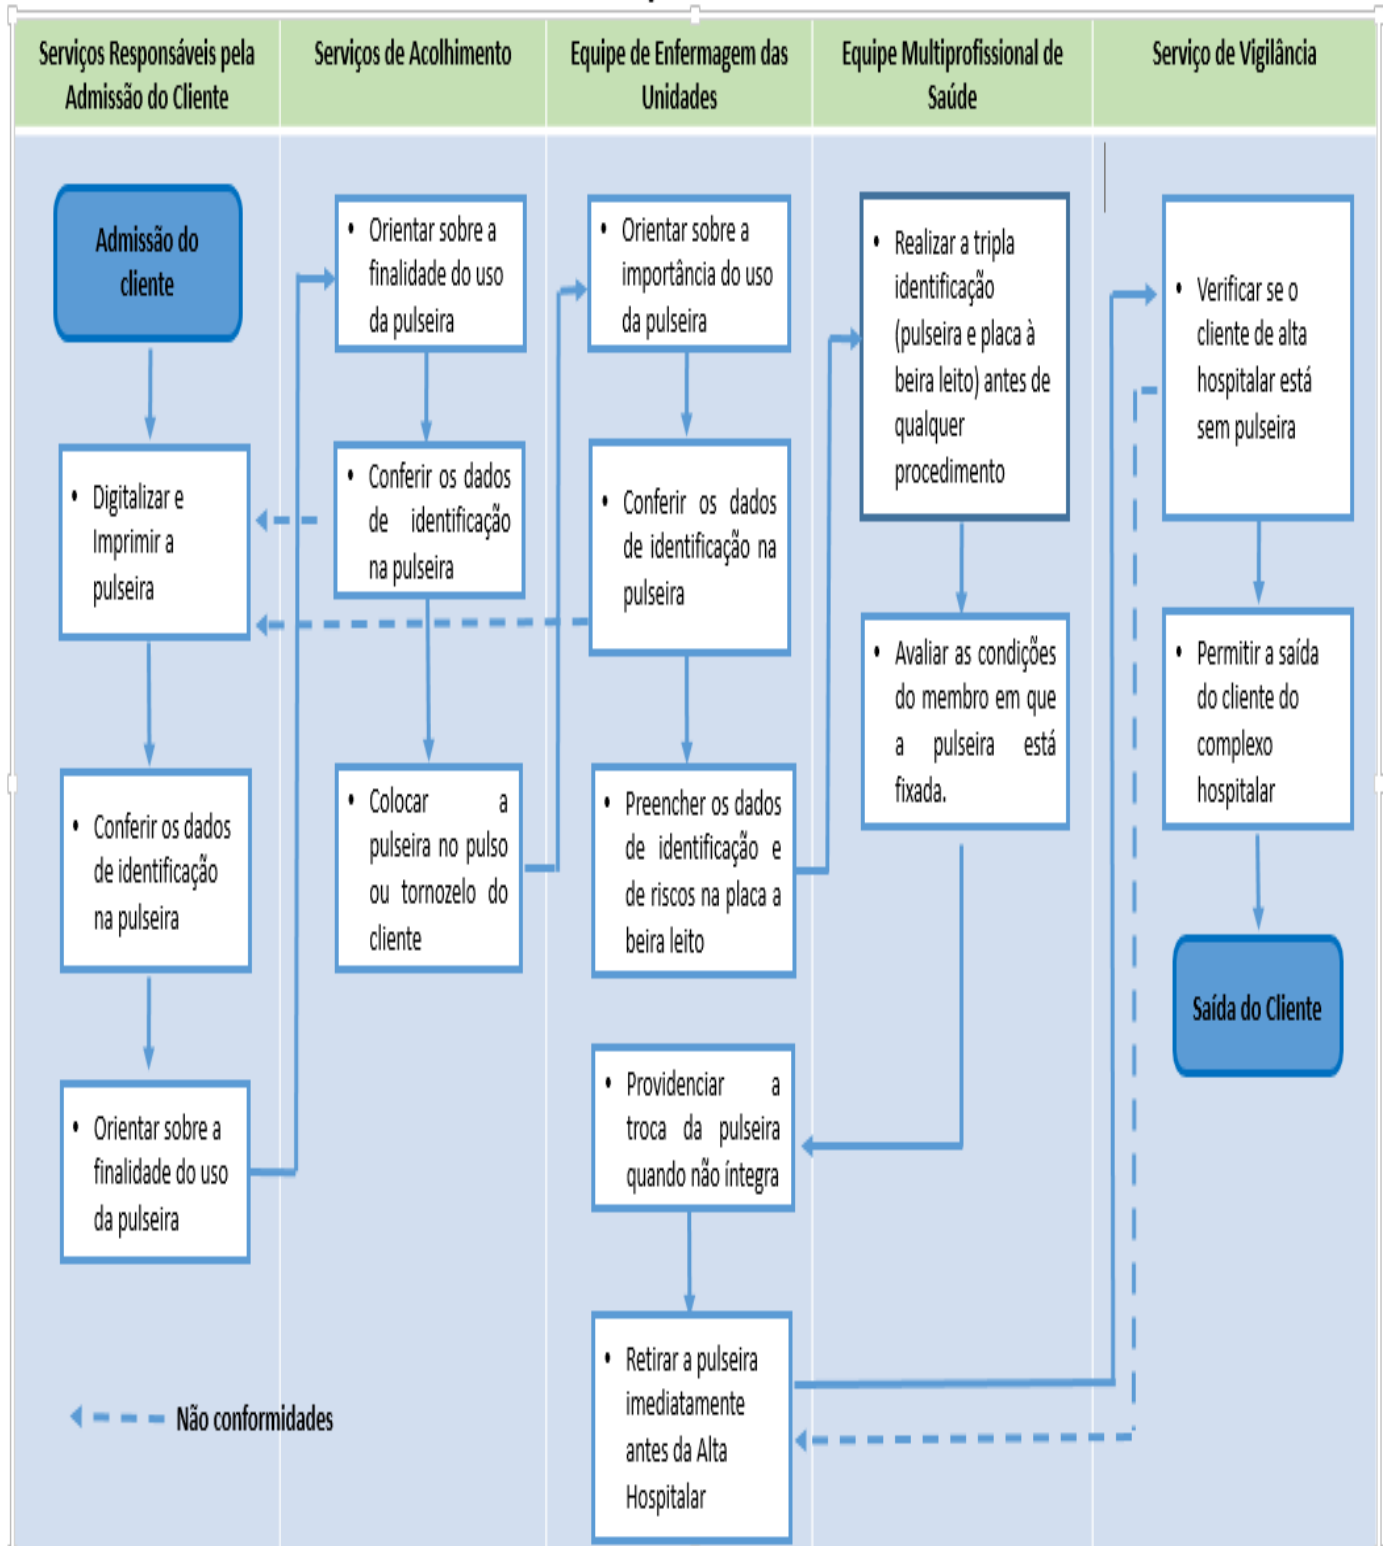 Serviços Responsáveis pela
Admissão do Cliente
Serviços de Acolhimento
Equipe de Enfermagem das
Unidades
Equipe Multiprofissional de
Saúde
Serviço de Vigilância
Admissão do
cliente
• Digitalizar e
Imprimir a
pulseira
• Conferir os dados
de identificação
na pulseira
• Orientar sobre a
finalidade do uso
da pulseira
• Orientar sobre a
finalidade do uso
da pulseira
• Conferir os dados
de identificação
na pulseira
• Colocar a
pulseira no pulso
ou tornozelo do
cliente
• Orientar sobre a
importância do uso
da pulseira
• Conferir os dados
de identificação na
pulseira
• Preencher os dados
de identificação e
de riscos na placa a
beira leito
• Providenciar a
troca da pulseira
quando não íntegra
• Retirar a pulseira
imediatamente
antes da Alta
Hospitalar
• Realizar a tripla
identificação
(pulseira e placa à
beira leito) antes de
qualquer
procedimento
• Avaliar as condições
do membro em que
a pulseira está
fixada.
• Verificar se o
cliente de alta
hospitalar está
sem pulseira
• Permitir a saída
do cliente do
complexo
hospitalar
Saída do Cliente
Não conformidades